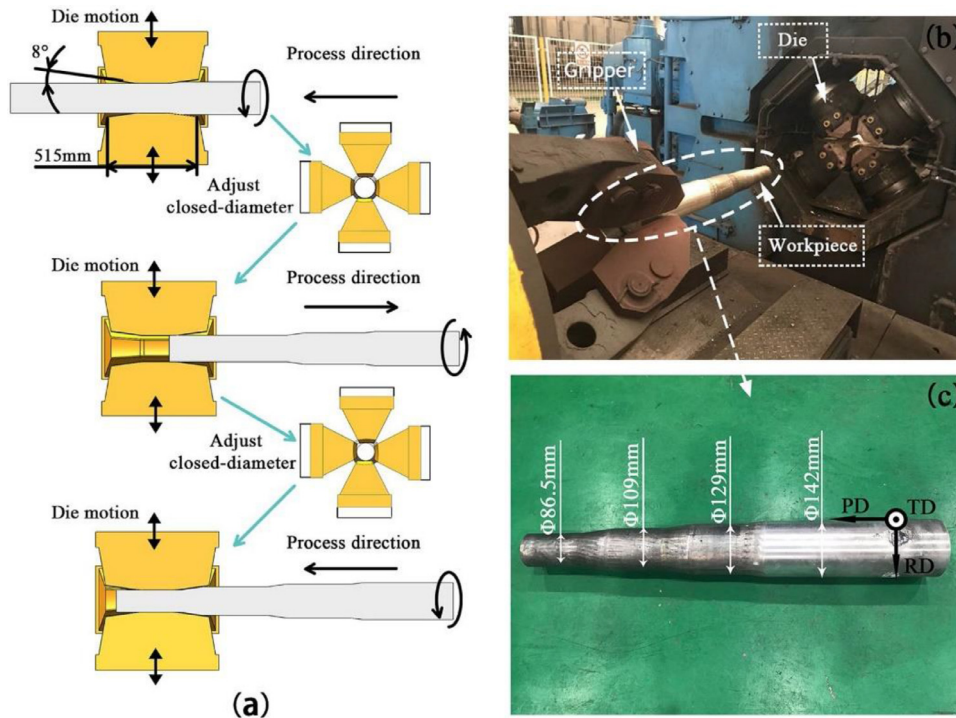 Die motion
8°
Process direction
515mm
Adjust
closed-diameter
Die motion
Process direction
Adjust
closed-diameter
Die motion
Process direction
(a)
(b)
Die
Gripper
Workpiece
(c)
Φ86.5mm
Φ109mm
Φ129mm
Φ142mm
PD
TD
RD